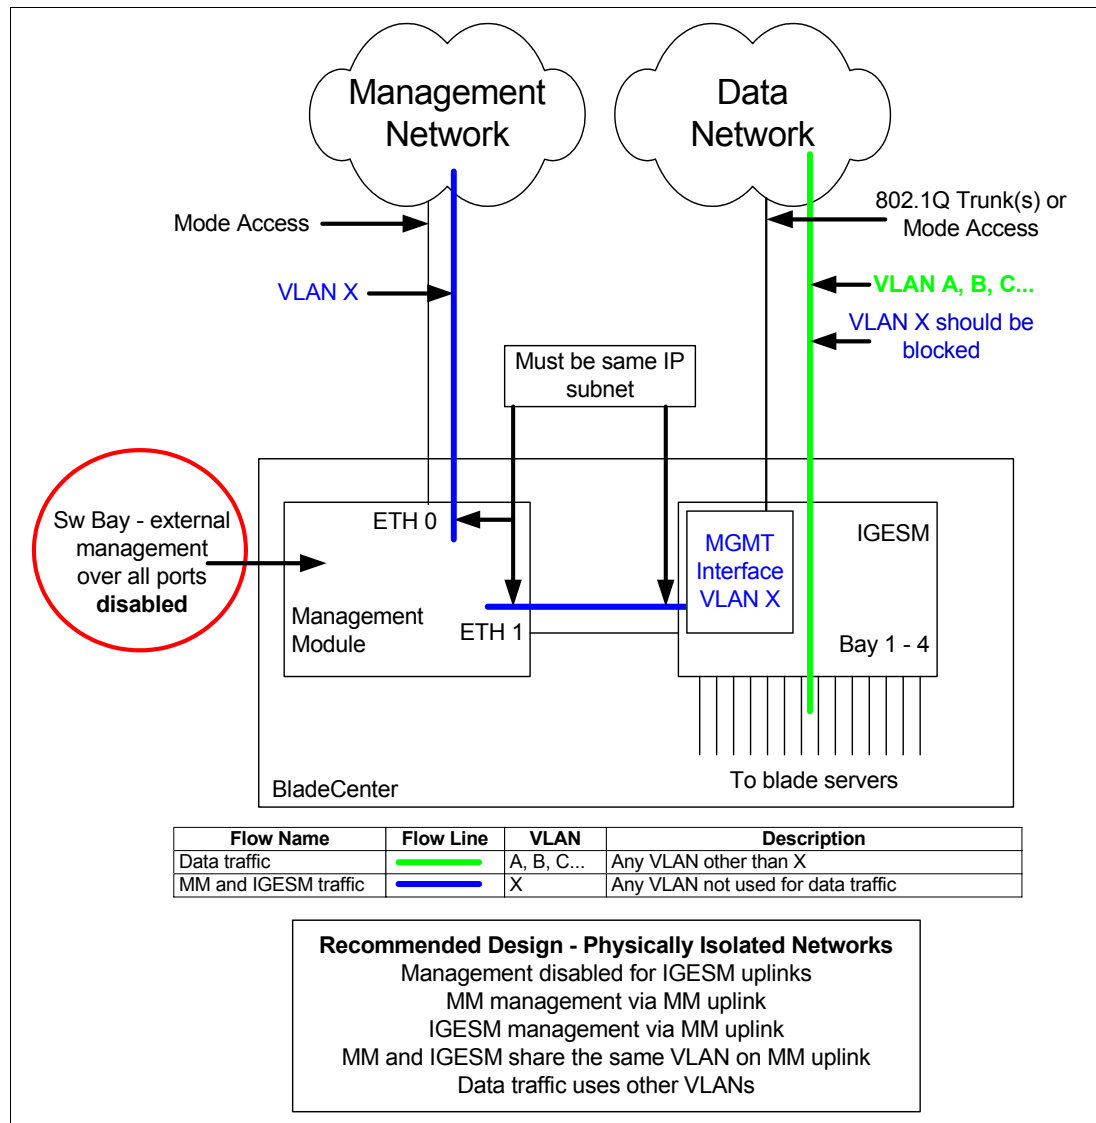 Management
Network
Data
Network
Mode Access
802.1Q Trunk(s) or
Mode Access
VLAN X
VLAN A, B, C...
VLAN X should be
blocked
Must be same IP
subnet
Sw Bay - external
management
over all ports
disabled
ETH 0
Management
Module
ETH 1
MGMT
Interface
VLAN X
IGESM
Bay 1 - 4
To blade servers
BladeCenter
Flow Name Flow Line VLAN Description
Data traffic A, B, C... Any VLAN other than X
MM and IGESM traffic X Any VLAN not used for data traffic
Recommended Design - Physically Isolated Networks
Management disabled for IGESM uplinks
MM management via MM uplink
IGESM management via MM uplink
MM and IGESM share the same VLAN on MM uplink
Data traffic uses other VLANs